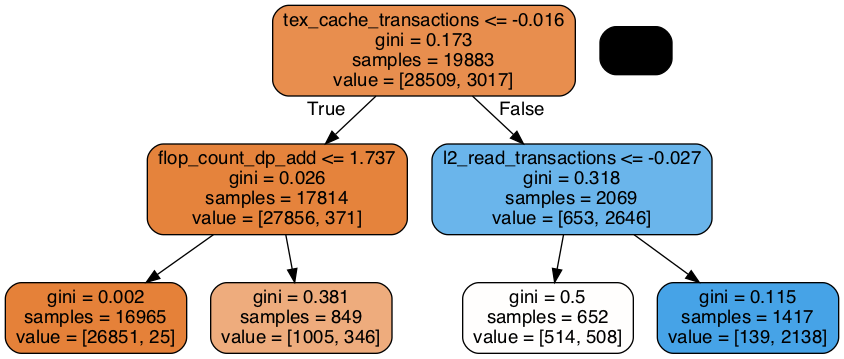 tex_cache_transactions <= -0.016
gini = 0.173
samples = 19883
value = [28509, 3017]
True
False
flop_count_dp_add <= 1.737
gini = 0.026
samples = 17814
value = [27856, 371]
l2_read_transactions <= -0.027
gini = 0.318
samples = 2069
value = [653, 2646]
gini = 0.002
samples = 16965
value = [26851, 25]
gini = 0.381
samples = 849
value = [1005, 346]
gini = 0.5
samples = 652
value = [514, 508]
gini = 0.115
samples = 1417
value = [139, 2138]